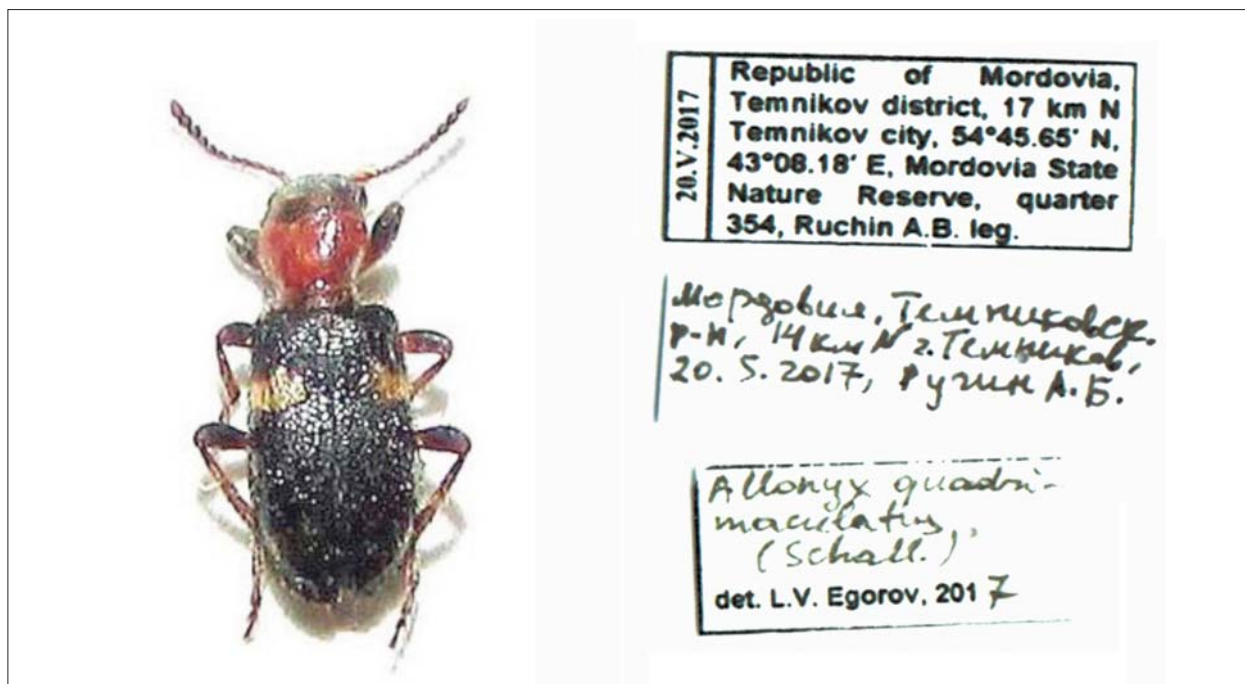 20.V.2017
Republic of Mordovia,
Temnikov district, 17 km N
Temnikov city, 54°45.65' N,
43°08.18' E, Mordovia State
Nature Reserve, quarter
354, Ruchin A.B. leg.
Мордовия, Темниковск.
р-н, 14 км N г. Темников,
20.5.2017, Ручин А.Б.
Allonyx quadri-
maculatus
(Schall.)
det. L.V. Egorov, 2017